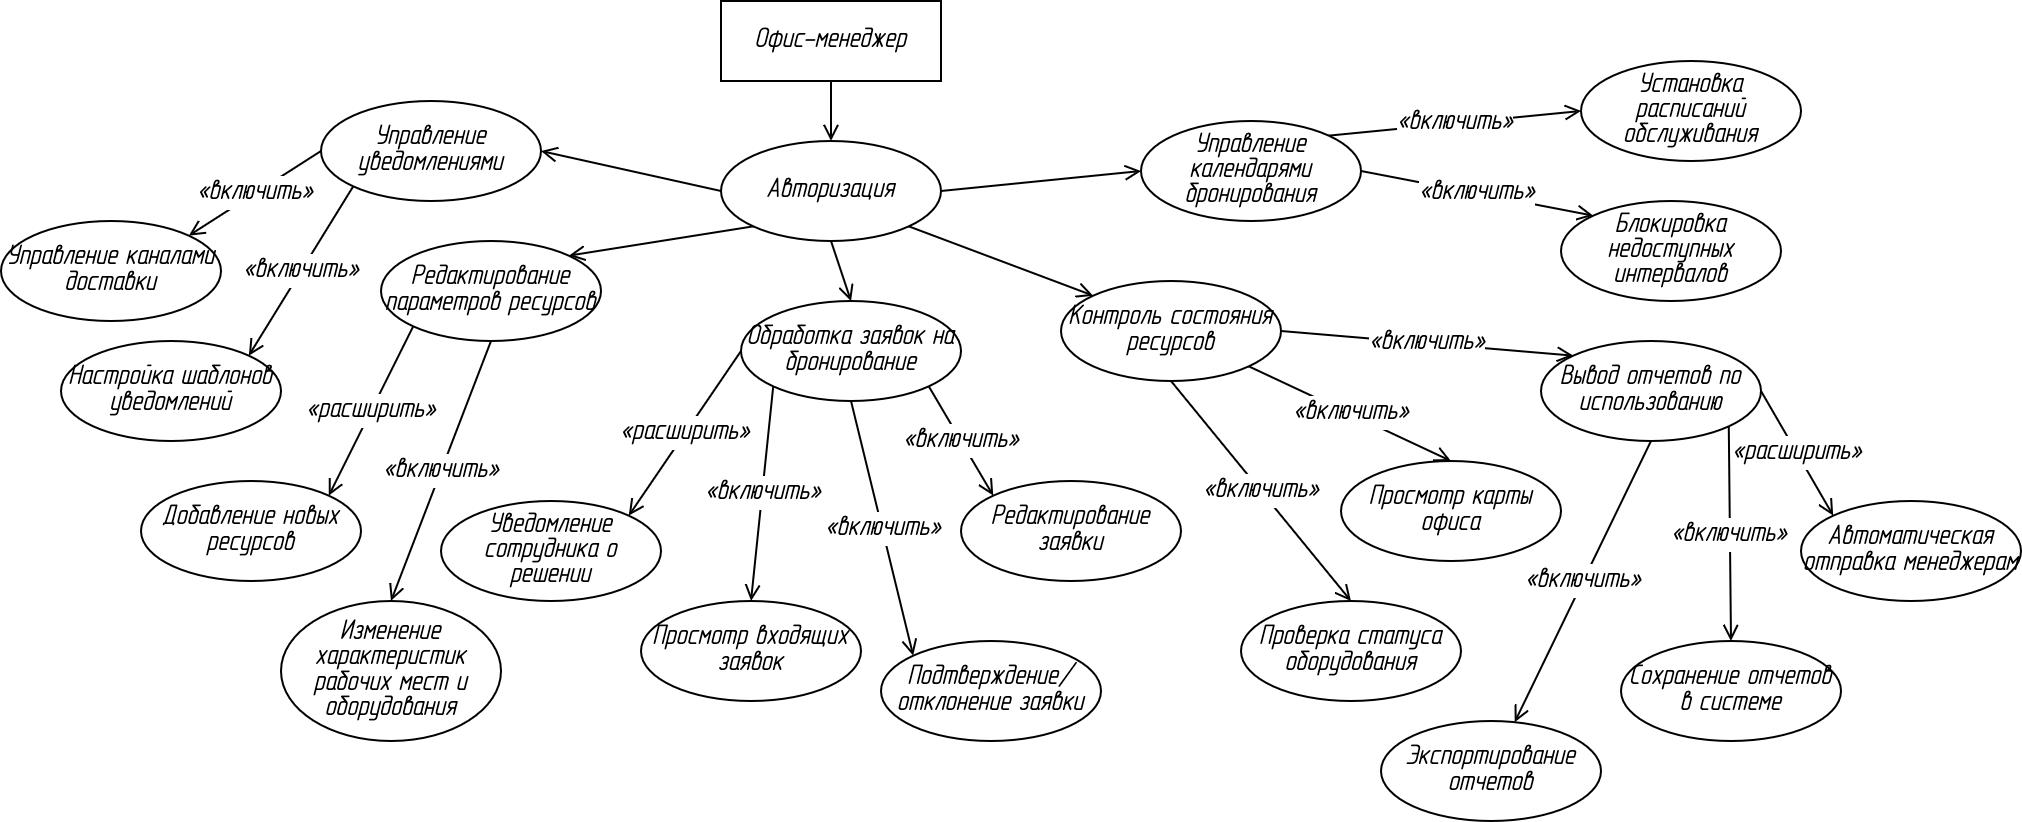 Офис-менеджер
Авторизация
Управление
уведомлениями
«включить»
Управление каналами
доставки
«включить»
Настройка шаблонов
уведомлений
Редактирование
параметров ресурсов
«расширить»
Добавление новых
ресурсов
«включить»
Изменение
характеристик
рабочих мест и
оборудования
Обработка заявок на
бронирование
«расширить»
Уведомление
сотрудника о
решении
«включить»
Просмотр входящих
заявок
«включить»
Подтверждение/
отклонение заявки
«включить»
Редактирование
заявки
Контроль состояния
ресурсов
«включить»
Проверка статуса
оборудования
«включить»
Просмотр карты
офиса
«включить»
Вывод отчетов по
использованию
«включить»
Экспортирование
отчетов
«включить»
Сохранение отчетов
в системе
«расширить»
Автоматическая
отправка менеджерам
Управление
календарями
бронирования
«включить»
Установка
расписаний
обслуживания
«включить»
Блокировка
недоступных
интервалов